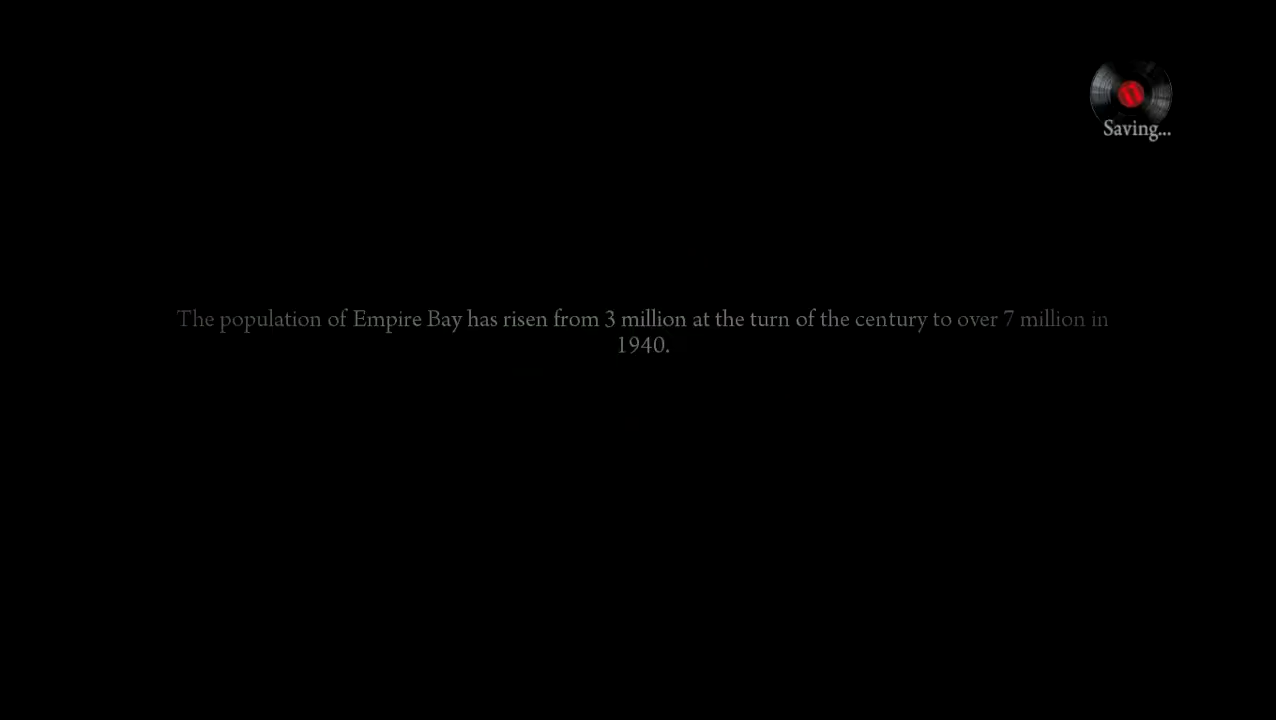 Saving...
The population of Empire Bay has risen from 3 million at the turn of the century to over 7 million in
1940.